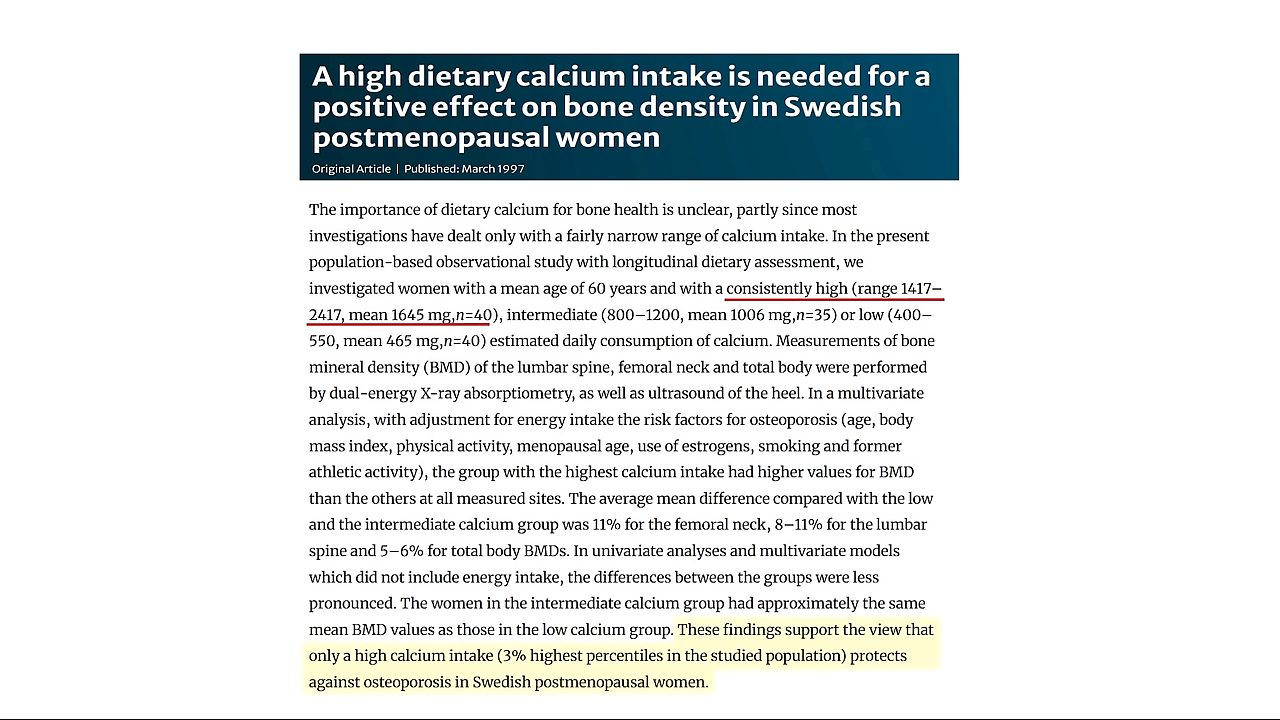 A high dietary calcium intake is needed for a
positive effect on bone density in Swedish
postmenopausal women
Original Article | Published: March 1997
The importance of dietary calcium for bone health is unclear, partly since most
investigations have dealt only with a fairly narrow range of calcium intake. In the present
population-based observational study with longitudinal dietary assessment, we
investigated women with a mean age of 60 years and with a consistently high (range 1417–
2417, mean 1645 mg,n=40), intermediate (800–1200, mean 1006 mg,n=35) or low (400–
550, mean 465 mg,n=40) estimated daily consumption of calcium. Measurements of bone
mineral density (BMD) of the lumbar spine, femoral neck and total body were performed
by dual-energy X-ray absorptiometry, as well as ultrasound of the heel. In a multivariate
analysis, with adjustment for energy intake the risk factors for osteoporosis (age, body
mass index, physical activity, menopausal age, use of estrogens, smoking and former
athletic activity), the group with the highest calcium intake had higher values for BMD
than the others at all measured sites. The average mean difference compared with the low
and the intermediate calcium group was 11% for the femoral neck, 8–11% for the lumbar
spine and 5–6% for total body BMDs. In univariate analyses and multivariate models
which did not include energy intake, the differences between the groups were less
pronounced. The women in the intermediate calcium group had approximately the same
mean BMD values as those in the low calcium group. These findings support the view that
only a high calcium intake (3% highest percentiles in the studied population) protects
against osteoporosis in Swedish postmenopausal women.